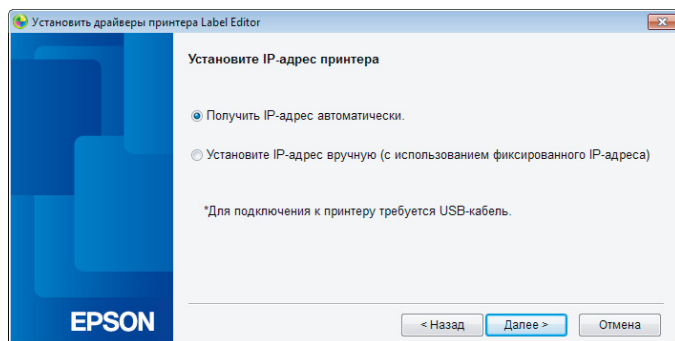 Установить драйверы принтера Label Editor
Установите IP-адрес принтера
Получить IP-адрес автоматически.
Установите IP-адрес вручную (с использованием фиксированного IP-адреса)
*Для подключения к принтеру требуется USB-кабель.
EPSON
< Назад
Далее >
Отмена